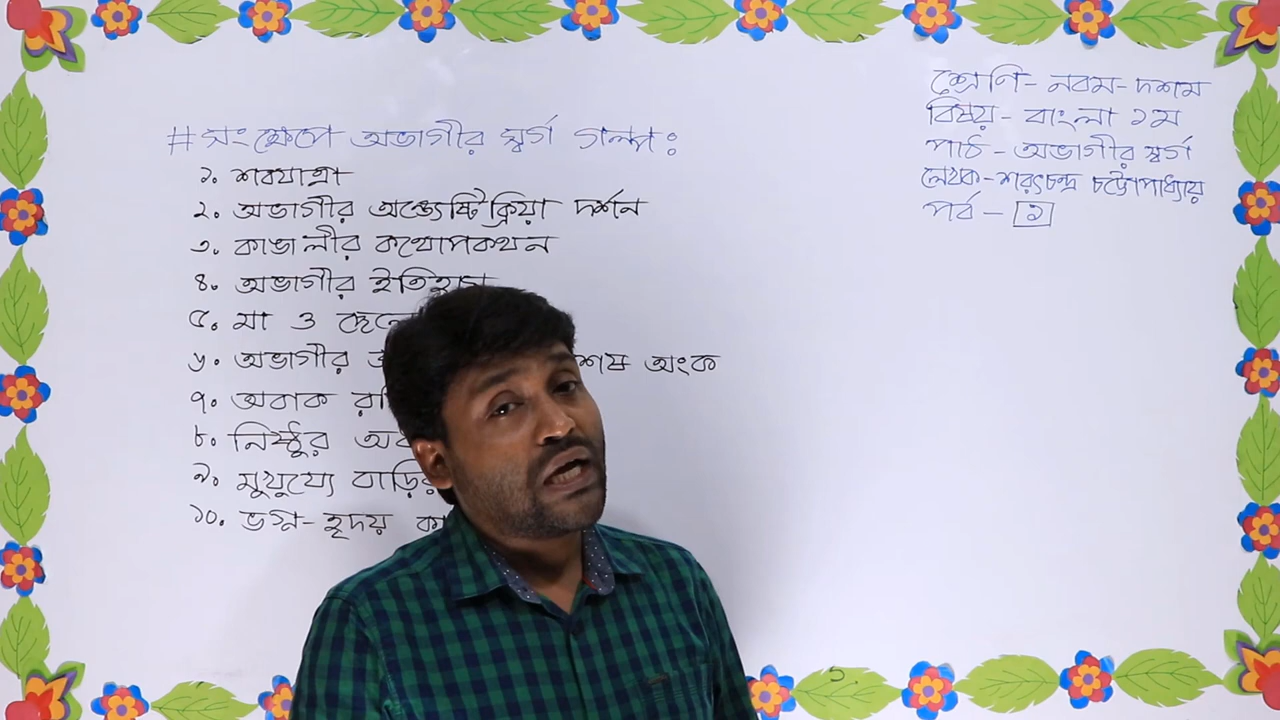 # সংক্ষেপে অভাগীর স্বর্গ গল্প:
১. শবযাত্রা
২. অভাগীর অন্ত্যেষ্টিক্রিয়া দর্শন
৩. কাঙালীর কথোপকথন
৪. অভাগীর ইতিহাস
৫. মা ও ছেলে
৬. অভাগীর শেষ অংক
৭. অবাক
৮. নিষ্ঠুর
৯. মুখুয্যে বাড়ির
১০. ভগ্ন-হৃদয়
শ্রেণি- নবম-দশম
বিষয়- বাংলা ১ম
পাঠ - অভাগীর স্বর্গ
লেখক-শরৎচন্দ্র চট্টোপাধ্যায়
পর্ব - ১